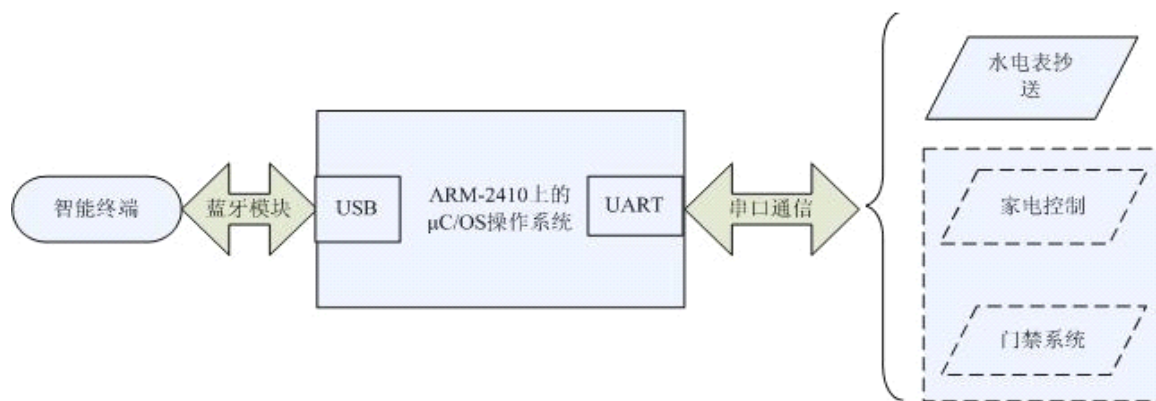 智能终端
蓝牙模块
USB
ARM-2410上的
μC/OS操作系统
UART
串口通信
水电表抄
送
家电控制
门禁系统